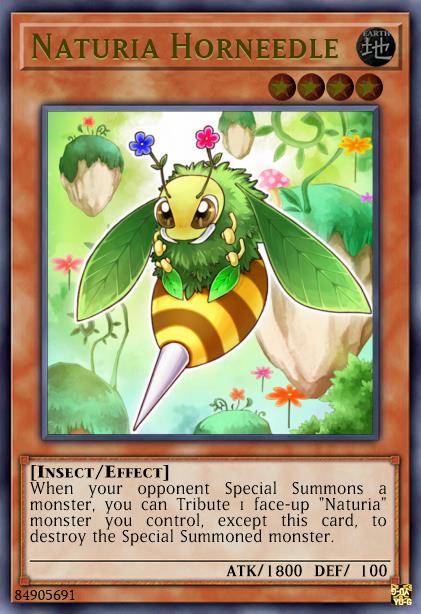 Naturia Horneedle
EARTH
地
[Insect/Effect]
When your opponent Special Summons a
monster, you can Tribute 1 face-up "Naturia"
monster you control, except this card, to
destroy the Special Summoned monster.
ATK/1800 DEF/ 100
84905691